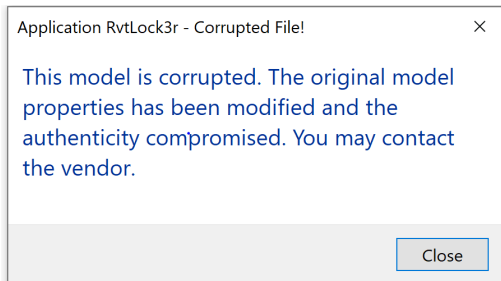 Application RvtLock3r - Corrupted File!
This model is corrupted. The original model
properties has been modified and the
authenticity compromised. You may contact
the vendor.
Close